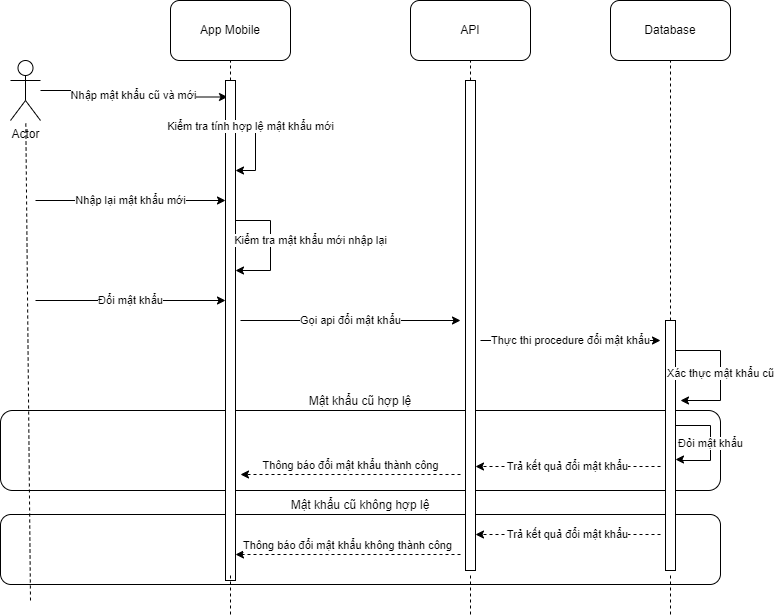 App Mobile
API
Database
Actor
Nhập mật khẩu cũ và mới
Kiểm tra tính hợp lệ mật khẩu mới
Nhập lại mật khẩu mới
Kiểm tra mật khẩu mới nhập lại
Đổi mật khẩu
Gọi api đổi mật khẩu
Thực thi procedure đổi mật khẩu
Xác thực mật khẩu cũ
Mật khẩu cũ hợp lệ
Đỏi mật khẩu
Thông báo đổi mật khẩu thành công
Trả kết quả đổi mật khẩu
Mật khẩu cũ không hợp lệ
Trả kết quả đổi mật khẩu
Thông báo đổi mật khẩu không thành công